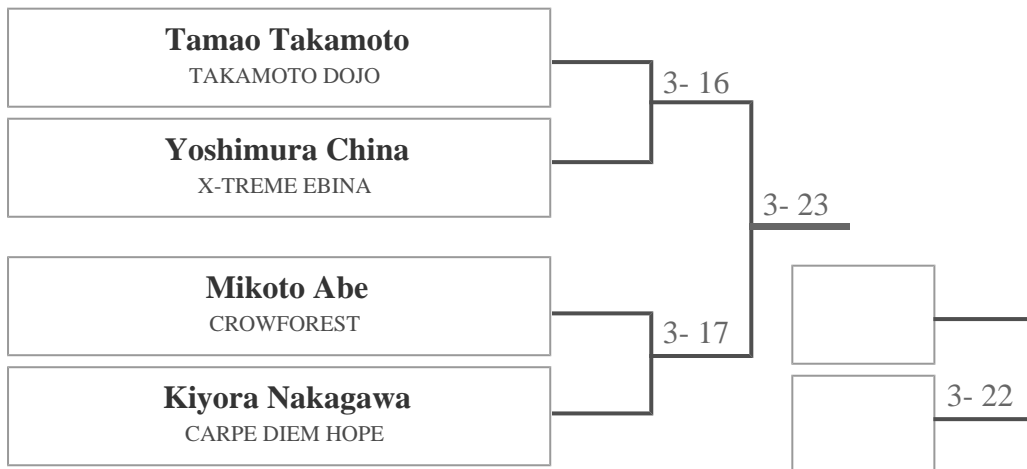 Tamao Takamoto
TAKAMOTO DOJO
3- 16
Yoshimura China
X-TREME EBINA
3- 23
Mikoto Abe
CROWFOREST
3- 17
Kiyora Nakagawa
CARPE DIEM HOPE
3- 22